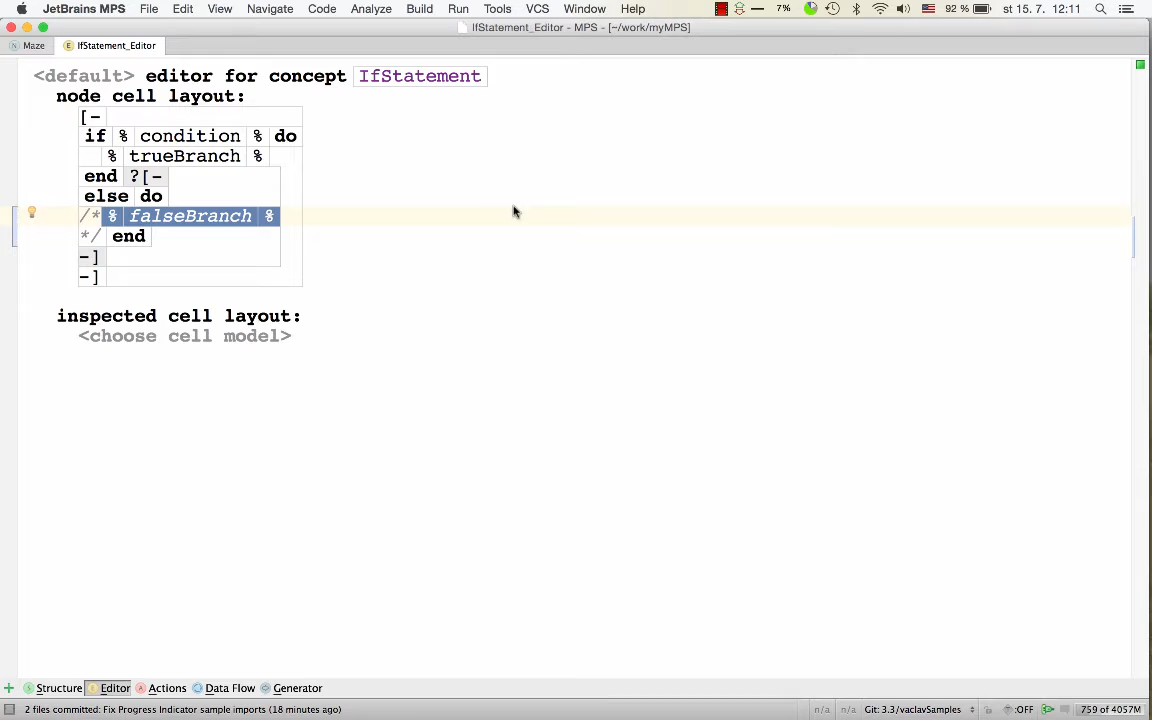 JetBrains MPS File Edit View Navigate Code Analyze Build Run Tools VCS Window Help 7% 92 % st 15. 7. 12:11
IfStatement_Editor - MPS - [~/work/myMPS]
N Maze E IfStatement_Editor
<default> editor for concept IfStatement
node cell layout:
[-
if % condition % do
% trueBranch %
end ?[-
else do
/* % falseBranch %
*/ end
-]
-]
inspected cell layout:
<choose cell model>
+ S Structure E Editor A Actions Data Flow G Generator
2 files committed: Fix Progress Indicator sample imports (18 minutes ago) n/a n/a Git: 3.3/vaclavSamples T:OFF 759 of 4057M